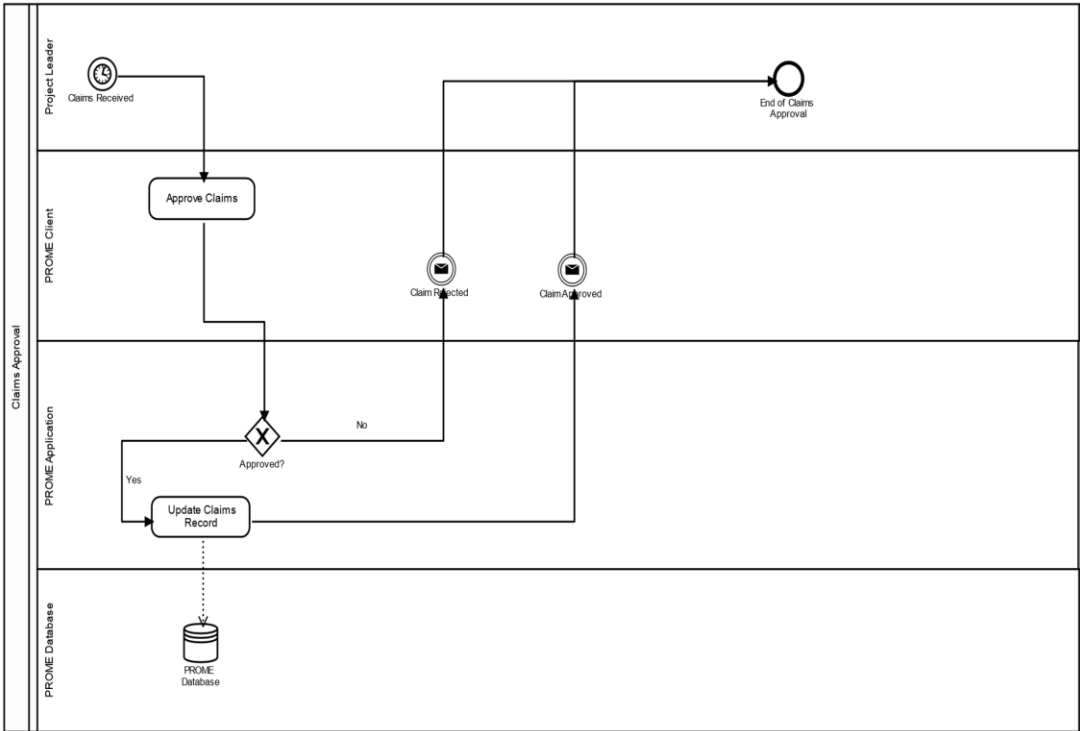 Claims Approval
Project Leader
Claims Received
End of Claims
Approval
PROME Client
Approve Claims
Claim Rejected
Claim Approved
PROME Application
No
X
Approved?
Yes
Update Claims
Record
PROME Database
PROME
Database